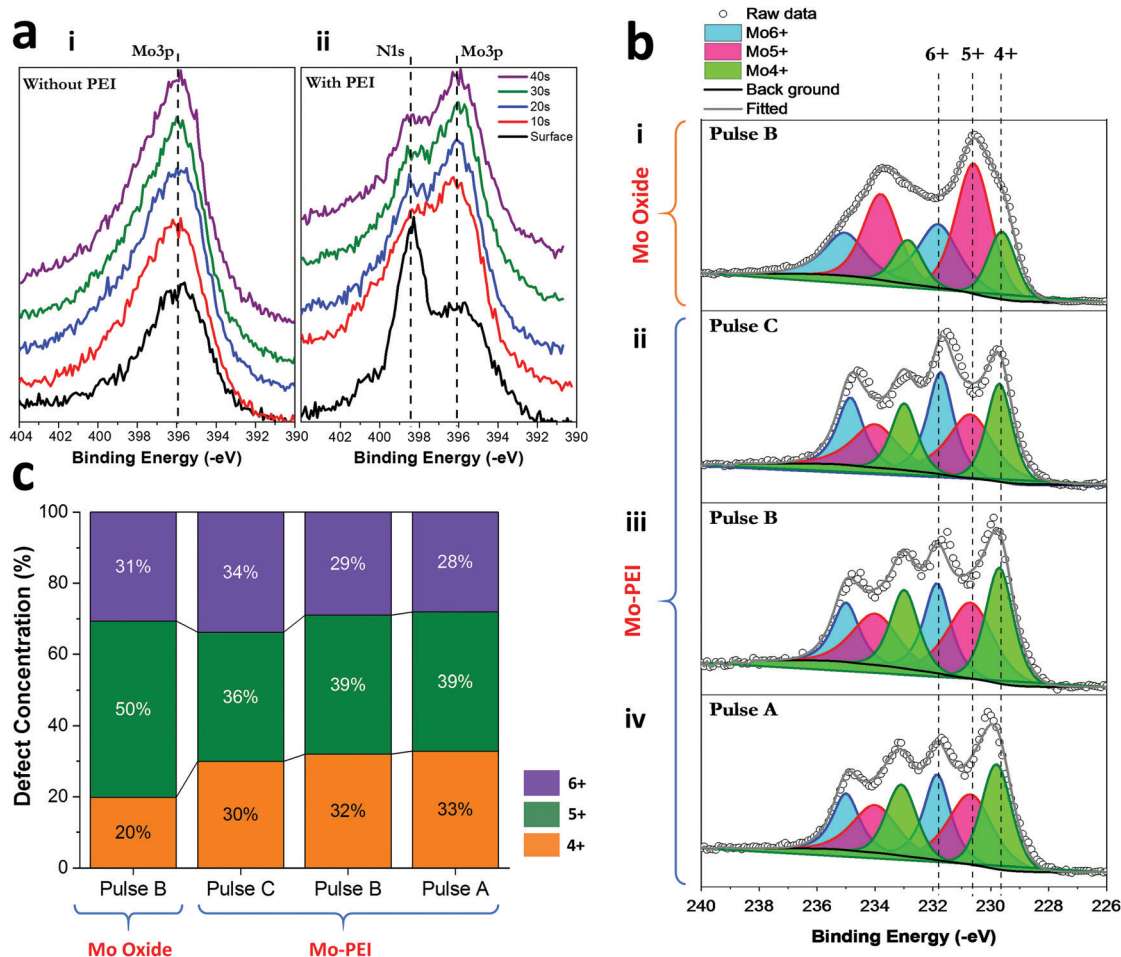 a
i
ii
Mo3p
N1s
Mo3p
Without PEI
With PEI
40s
30s
20s
10s
Surface
404 402 400 398 396 394 392 390
400 398 396 394 392 390
Binding Energy (-eV)
Binding Energy (-eV)
b
Raw data
Mo6+
Mo5+
Mo4+
Back ground
Fitted
6+ 5+ 4+
i
Pulse B
Mo Oxide
ii
Pulse C
iii
Pulse B
Mo-PEI
iv
Pulse A
240 238 236 234 232 230 228 226
Binding Energy (-eV)
c
Defect Concentration (%)
100
80
60
40
20
0
31% 34% 29% 28%
50% 36% 39% 39%
20% 30% 32% 33%
6+
5+
4+
Pulse B Pulse C Pulse B Pulse A
Mo Oxide Mo-PEI